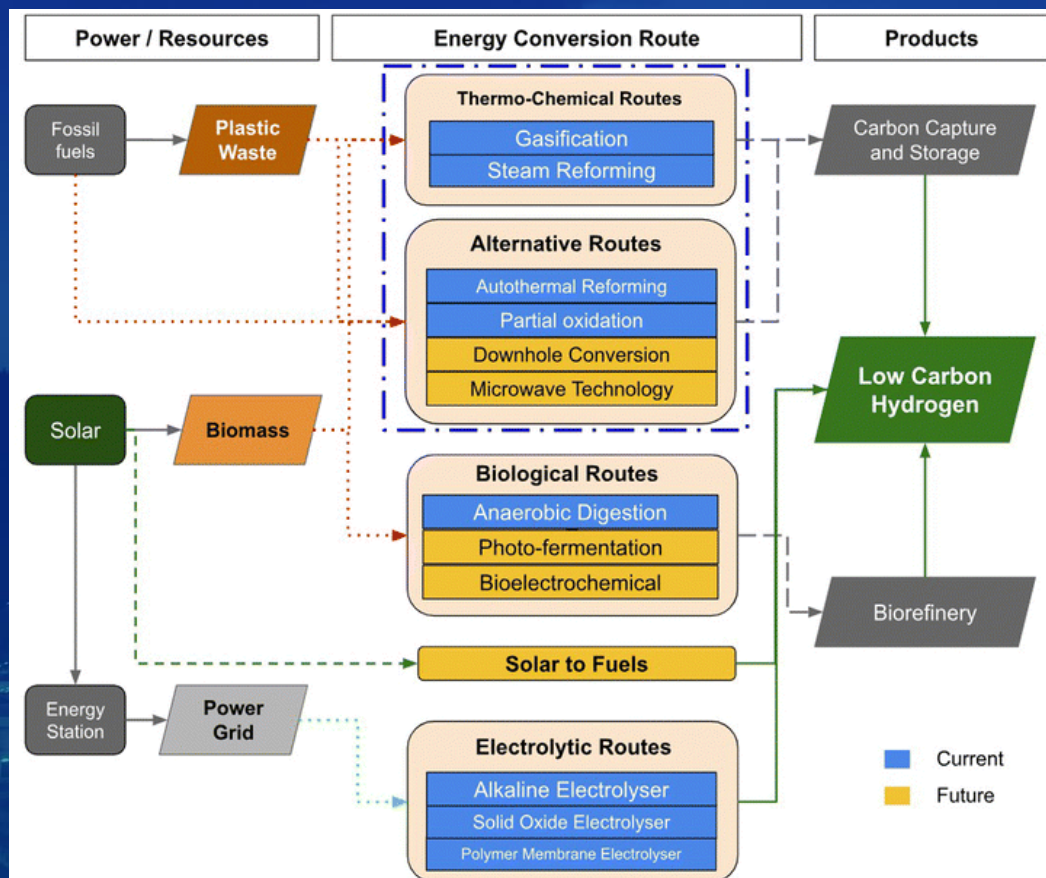 Power / Resources
Energy Conversion Route
Products
Fossil
fuels
Plastic
Waste
Thermo-Chemical Routes
Gasification
Steam Reforming
Carbon Capture
and Storage
Alternative Routes
Autothermal Reforming
Partial oxidation
Downhole Conversion
Microwave Technology
Low Carbon
Hydrogen
Solar
Biomass
Biological Routes
Anaerobic Digestion
Photo-fermentation
Bioelectrochemical
Biorefinery
Solar to Fuels
Energy
Station
Power
Grid
Electrolytic Routes
Alkaline Electrolyser
Solid Oxide Electrolyser
Polymer Membrane Electrolyser
Current
Future